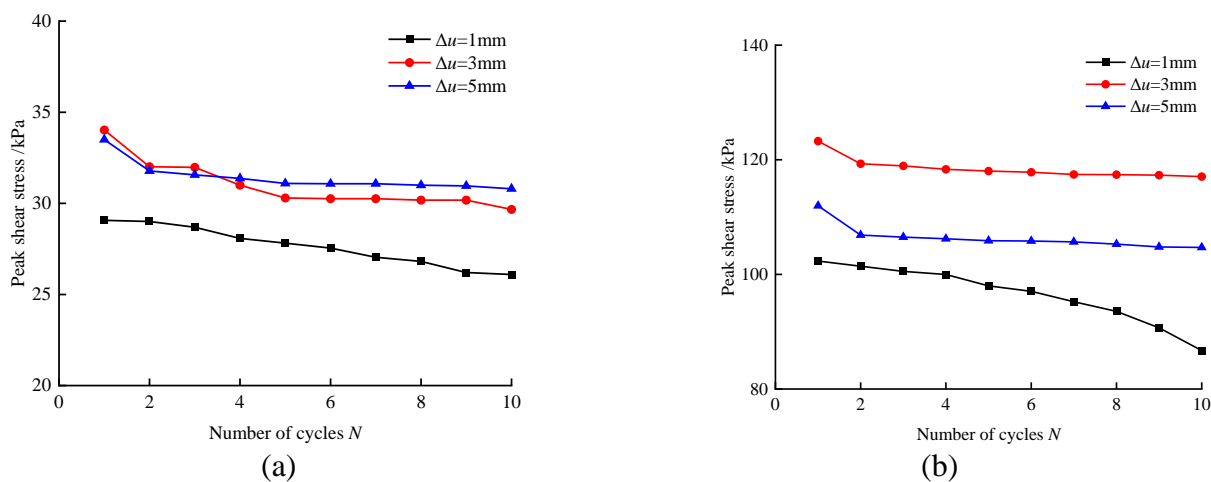 40
35
30
25
20
0
2
4
6
8
10
Peak shear stress /kPa
Number of cycles N
Δu=1mm
Δu=3mm
Δu=5mm
(a)
140
120
100
80
0
2
4
6
8
10
Peak shear stress /kPa
Number of cycles N
Δu=1mm
Δu=3mm
Δu=5mm
(b)